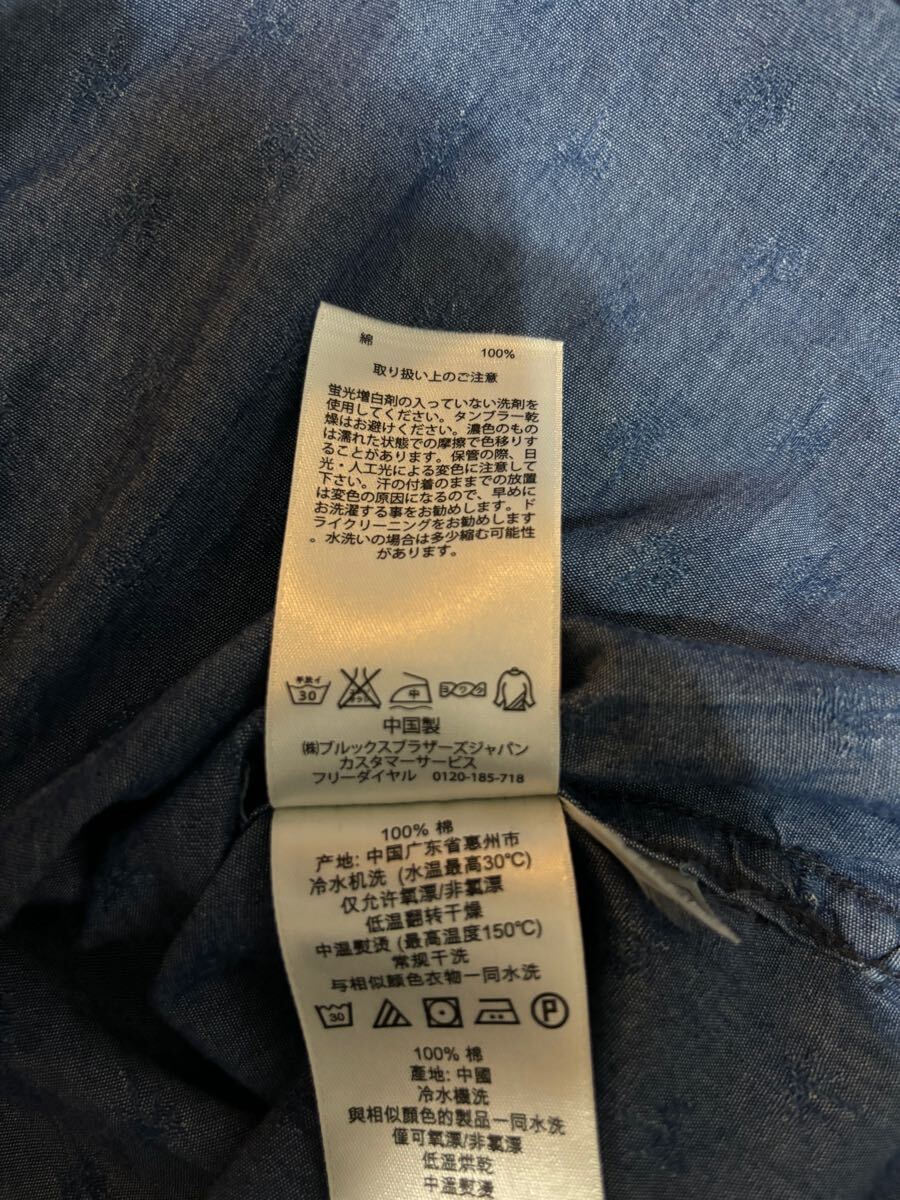 綿 100%
取り扱い上のご注意
蛍光増白剤の入っていない洗剤を
使用してください。タンブラー乾
燥はお避けください。濃色のもの
は濡れた状態での摩擦で色移りす
ることがあります。保管の際、日
光・人工光による変色に注意して
下さい。汗の付着のままでの放置
は変色の原因になるので、早めに
お洗濯する事をお勧めします。ド
ライクリーニングをお勧めします
。水洗いの場合は多少縮む可能性
があります。
手洗イ 30 中 ヨワク
中国製
㈱ブルックスブラザーズジャパン
カスタマーサービス
フリーダイヤル 0120-185-718
100% 棉
产地: 中国广东省惠州市
冷水机洗 (水温最高30℃)
仅允许氧漂/非氯漂
低温翻转干燥
中温熨烫 (最高温度150℃)
常规干洗
与相似颜色衣物一同水洗
30 P
100% 棉
產地: 中國
冷水機洗
與相似顏色的製品一同水洗
僅可氧漂/非氯漂
低溫烘乾
中溫熨燙